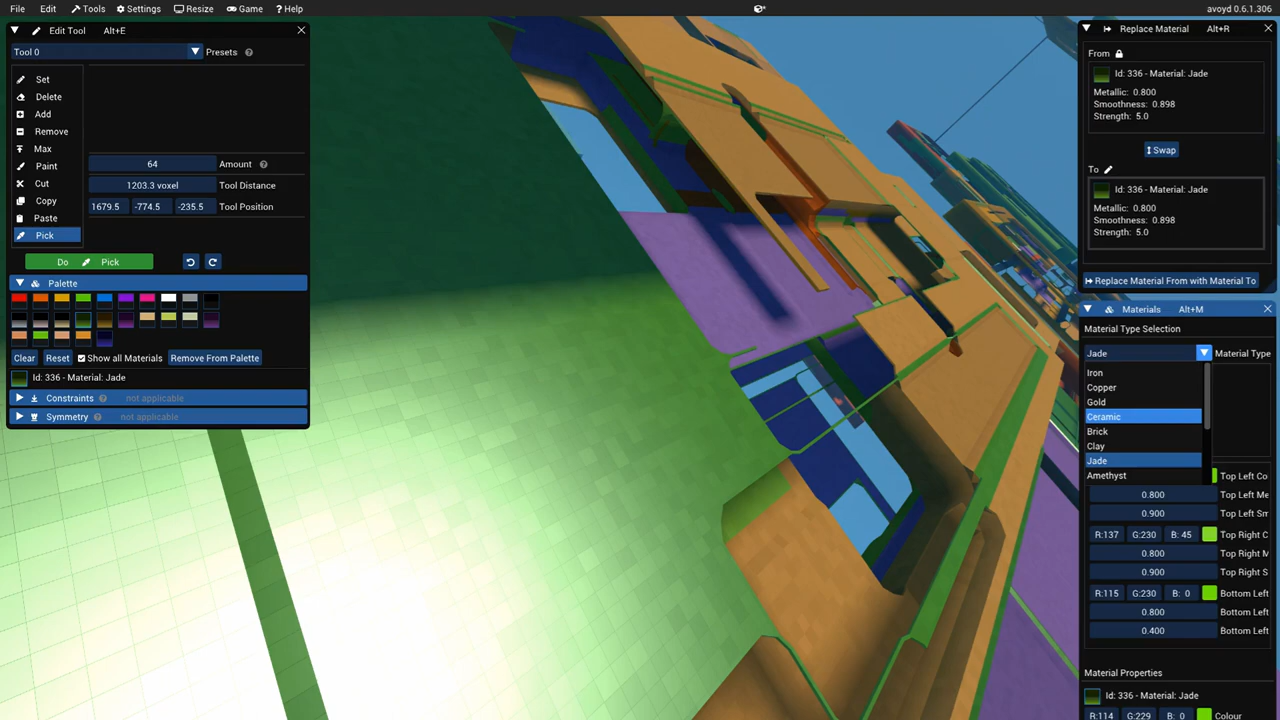 File Edit Tools Settings Resize Game Help avoyd 0.6.1.306
Edit Tool Alt+E
Tool 0 Presets ?
Set
Delete
Add
Remove
Max
Paint
Cut
Copy
Paste
Pick
64 Amount ?
1203.3 voxel Tool Distance
1679.5 -774.5 -235.5 Tool Position
Do Pick
Palette
Clear Reset Show all Materials Remove From Palette
Id: 336 - Material: Jade
Constraints ? not applicable
Symmetry ? not applicable
Replace Material Alt+R
From
Id: 336 - Material: Jade
Metallic: 0.800
Smoothness: 0.898
Strength: 5.0
Swap
To
Id: 336 - Material: Jade
Metallic: 0.800
Smoothness: 0.898
Strength: 5.0
Replace Material From with Material To
Materials Alt+M
Material Type Selection
Jade Material Type
Iron
Copper
Gold
Ceramic
Brick
Clay
Jade
Amethyst
Top Left Co
0.800 Top Left Me
0.900 Top Left Sm
R:137 G:230 B: 45 Top Right C
0.800 Top Right M
0.900 Top Right S
R:115 G:230 B: 0 Bottom Left
0.800 Bottom Left
0.400 Bottom Left
Material Properties
Id: 336 - Material: Jade
R:114 G:229 B: 0 Colour